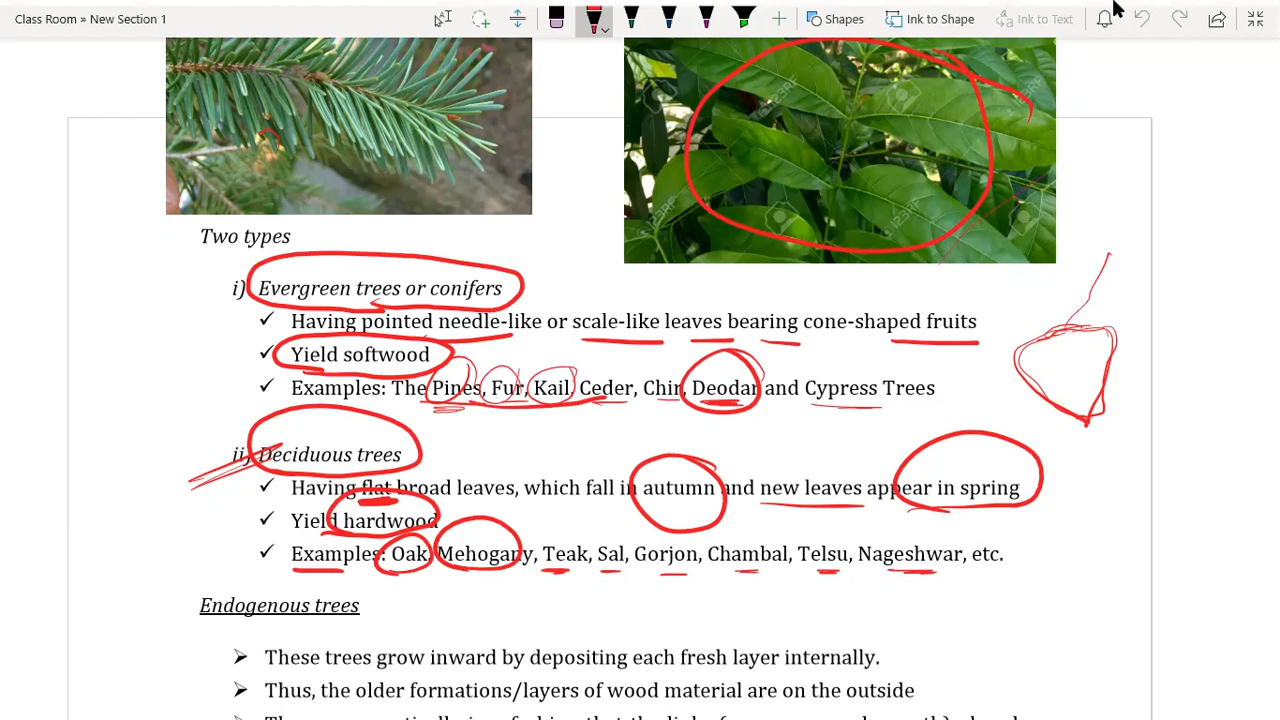 Class Room » New Section 1
Shapes
Ink to Shape
Ink to Text
123RF
123RF
123RF
123RF
Two types
i) Evergreen trees or conifers
✓ Having pointed needle-like or scale-like leaves bearing cone-shaped fruits
✓ Yield softwood
✓ Examples: The Pines, Fur, Kail, Ceder, Chir, Deodar and Cypress Trees
ii) Deciduous trees
✓ Having flat broad leaves, which fall in autumn and new leaves appear in spring
✓ Yield hardwood
✓ Examples: Oak, Mehogany, Teak, Sal, Gorjon, Chambal, Telsu, Nageshwar, etc.
Endogenous trees
➢ These trees grow inward by depositing each fresh layer internally.
➢ Thus, the older formations/layers of wood material are on the outside